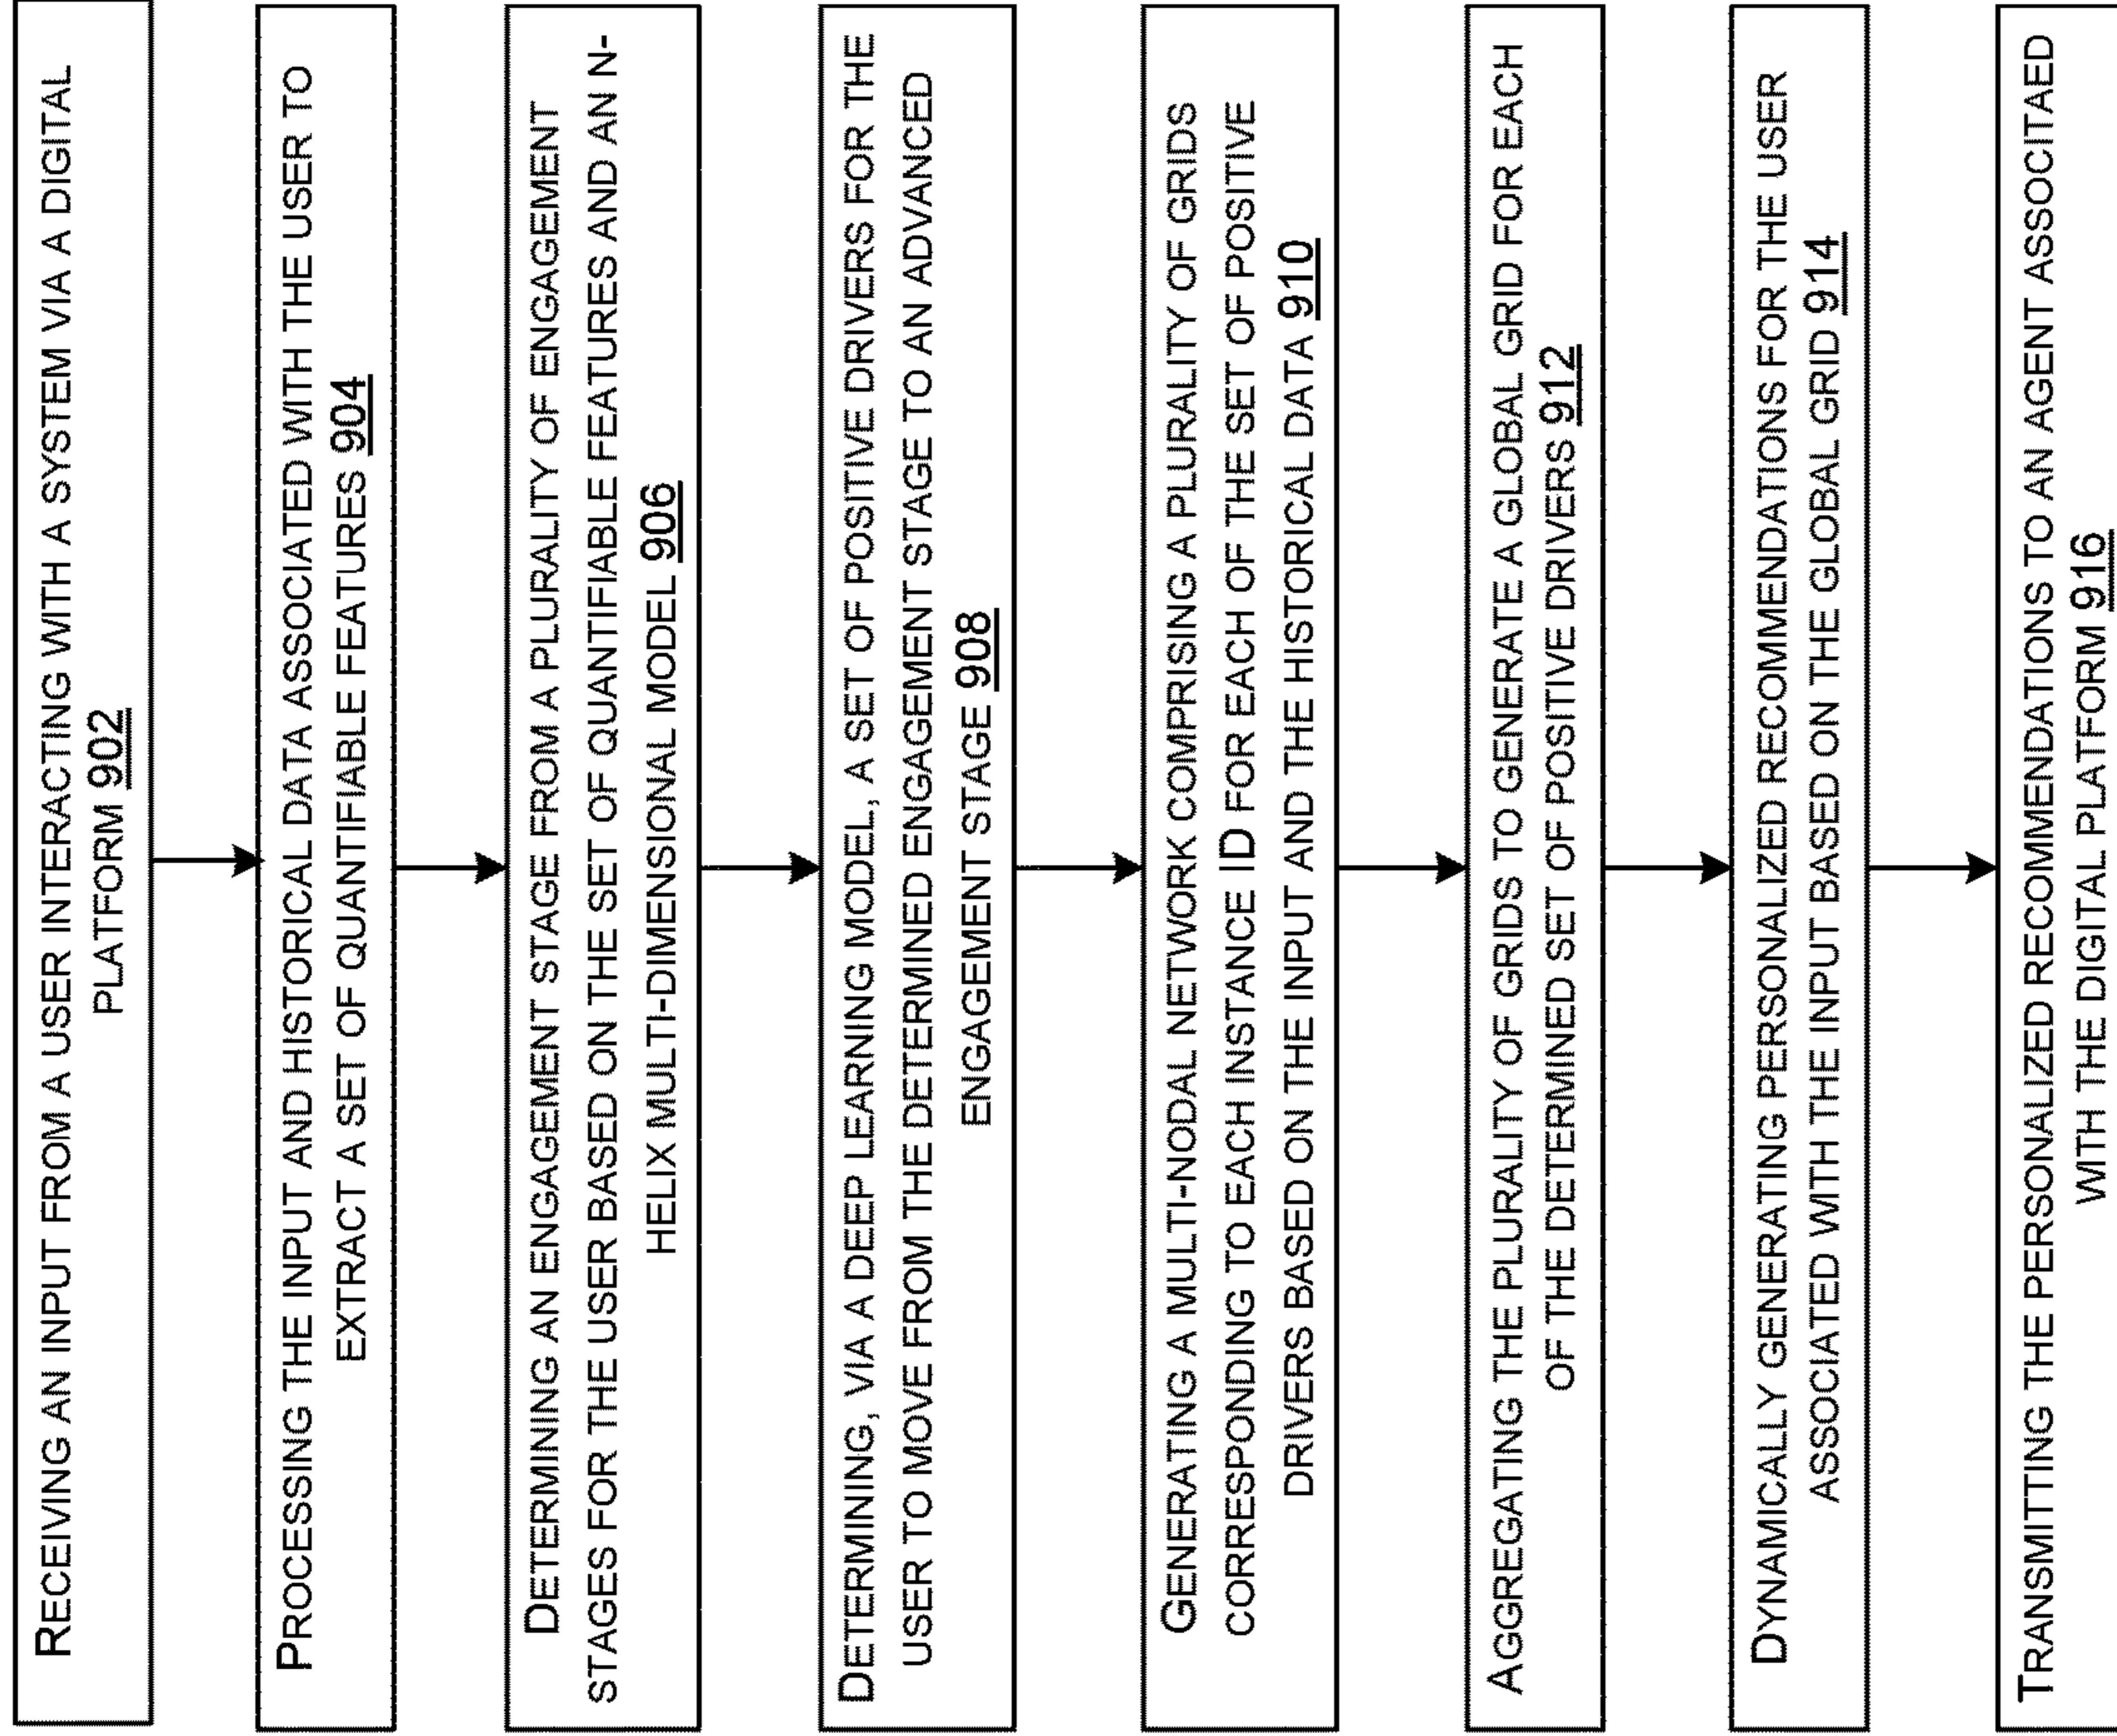 RECEIVING AN INPUT FROM A USER INTERACTING WITH A SYSTEM VIA A DIGITAL
PLATFORM 902
PROCESSING THE INPUT AND HISTORICAL DATA ASSOCIATED WITH THE USER TO
EXTRACT A SET OF QUANTIFIABLE FEATURES 904
DETERMINING AN ENGAGEMENT STAGE FROM A PLURALITY OF ENGAGEMENT
STAGES FOR THE USER BASED ON THE SET OF QUANTIFIABLE FEATURES AND AN N-
HELIX MULTI-DIMENSIONAL MODEL 906
DETERMINING, VIA A DEEP LEARNING MODEL, A SET OF POSITIVE DRIVERS FOR THE
USER TO MOVE FROM THE DETERMINED ENGAGEMENT STAGE TO AN ADVANCED
ENGAGEMENT STAGE 908
GENERATING A MULTI-NODAL NETWORK COMPRISING A PLURALITY OF GRIDS
CORRESPONDING TO EACH INSTANCE ID FOR EACH OF THE SET OF POSITIVE
DRIVERS BASED ON THE INPUT AND THE HISTORICAL DATA 910
AGGREGATING THE PLURALITY OF GRIDS TO GENERATE A GLOBAL GRID FOR EACH
OF THE DETERMINED SET OF POSITIVE DRIVERS 912
DYNAMICALLY GENERATING PERSONALIZED RECOMMENDATIONS FOR THE USER
ASSOCIATED WITH THE INPUT BASED ON THE GLOBAL GRID 914
TRANSMITTING THE PERSONALIZED RECOMMENDATIONS TO AN AGENT ASSOCITAED
WITH THE DIGITAL PLATFORM 916